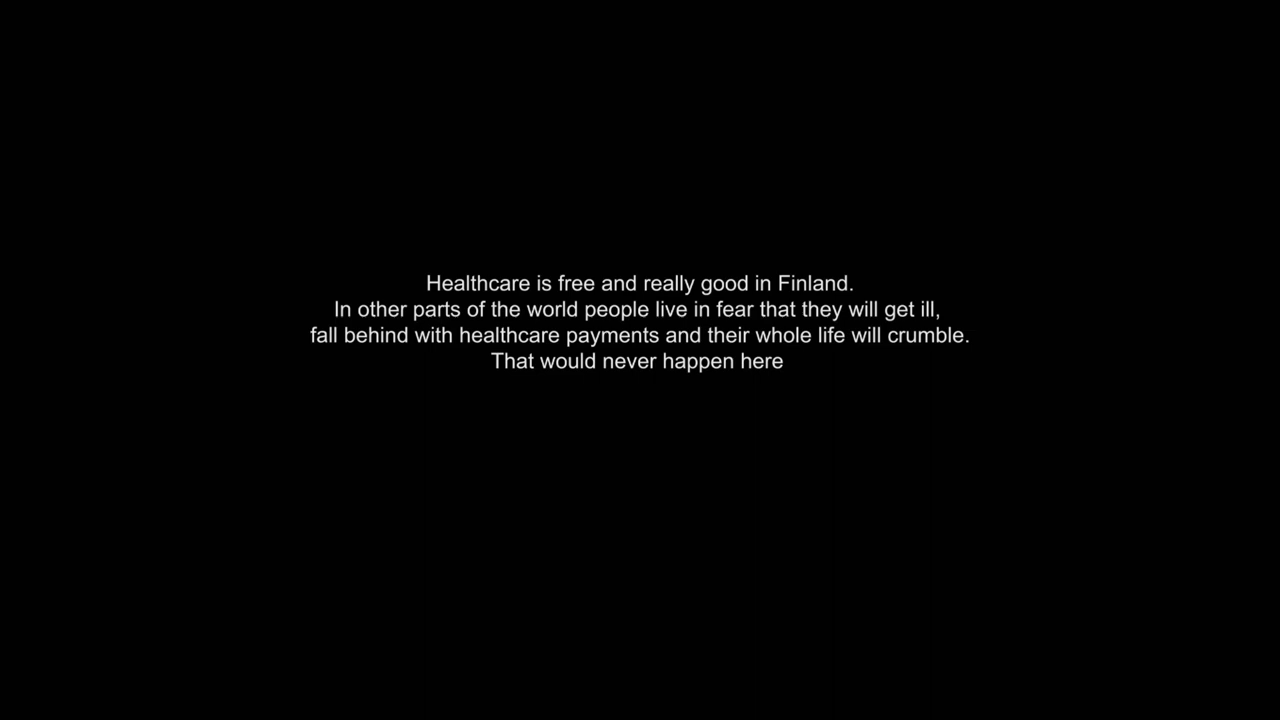 Healthcare is free and really good in Finland.
In other parts of the world people live in fear that they will get ill,
fall behind with healthcare payments and their whole life will crumble.
That would never happen here